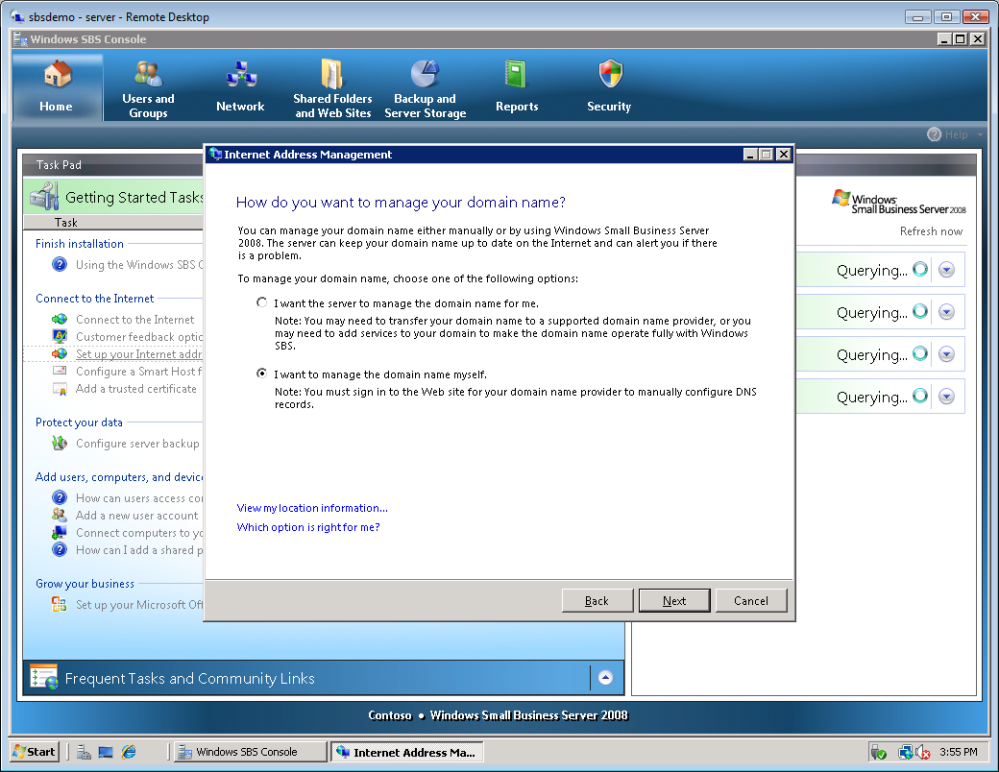 sbsdemo - server - Remote Desktop
Windows SBS Console
Home
Users and
Groups
Network
Shared Folders
and Web Sites
Backup and
Server Storage
Reports
Security
Help
Task Pad
Getting Started Tasks
Task
Finish installation
Using the Windows SBS C
Connect to the Internet
Connect to the Internet
Customer feedback optic
Set up your Internet addr
Configure a Smart Host f
Add a trusted certificate
Protect your data
Configure server backup
Add users, computers, and device
How can users access co
Add a new user account
Connect computers to yo
How can I add a shared p
Grow your business
Set up your Microsoft Off
Internet Address Management
How do you want to manage your domain name?
You can manage your domain name either manually or by using Windows Small Business Server
2008. The server can keep your domain name up to date on the Internet and can alert you if there
is a problem.
To manage your domain name, choose one of the following options:
I want the server to manage the domain name for me.
Note: You may need to transfer your domain name to a supported domain name provider, or you
may need to add services to your domain to make the domain name operate fully with Windows
SBS.
I want to manage the domain name myself.
Note: You must sign in to the Web site for your domain name provider to manually configure DNS
records.
View my location information...
Which option is right for me?
Back
Next
Cancel
Windows
Small Business Server 2008
Refresh now
Querying...
Querying...
Querying...
Querying...
Frequent Tasks and Community Links
Contoso • Windows Small Business Server 2008
Start
Windows SBS Console
Internet Address Ma...
3:55 PM